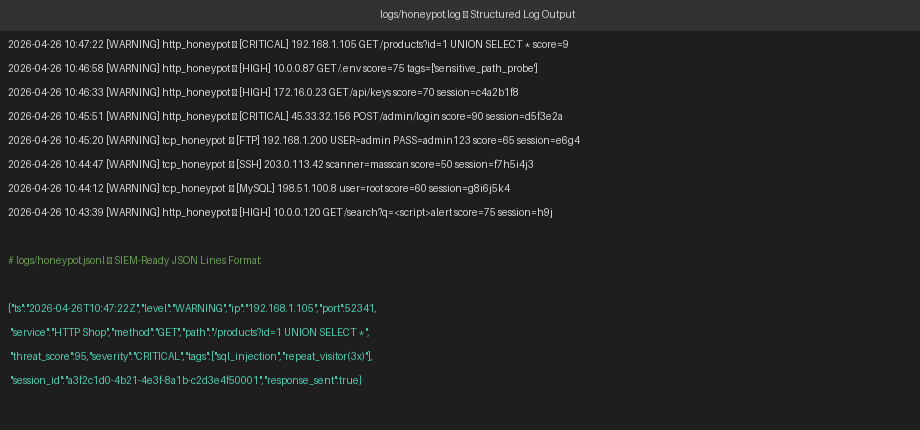 logs/honeypot.log ▯ Structured Log Output
2026-04-26 10:47:22 [WARNING] http_honeypot ▯ [CRITICAL] 192.168.1.105 GET /products?id=1 UNION SELECT * score=9
2026-04-26 10:46:58 [WARNING] http_honeypot ▯ [HIGH] 10.0.0.87 GET /.env score=75 tags=['sensitive_path_probe']
2026-04-26 10:46:33 [WARNING] http_honeypot ▯ [HIGH] 172.16.0.23 GET /api/keys score=70 session=c4a2b1f8
2026-04-26 10:45:51 [WARNING] http_honeypot ▯ [CRITICAL] 45.33.32.156 POST /admin/login score=90 session=d5f3e2a
2026-04-26 10:45:20 [WARNING] tcp_honeypot ▯ [FTP] 192.168.1.200 USER=admin PASS=admin123 score=65 session=e6g4
2026-04-26 10:44:47 [WARNING] tcp_honeypot ▯ [SSH] 203.0.113.42 scanner=masscan score=50 session=f7h5i4j3
2026-04-26 10:44:12 [WARNING] tcp_honeypot ▯ [MySQL] 198.51.100.8 user=root score=60 session=g8i6j5k4
2026-04-26 10:43:39 [WARNING] http_honeypot ▯ [HIGH] 10.0.0.120 GET /search?q=<script>alert score=75 session=h9j
# logs/honeypot.jsonl ▯ SIEM-Ready JSON Lines Format
{"ts":"2026-04-26T10:47:22Z","level":"WARNING","ip":"192.168.1.105","port":52341,
"service":"HTTP Shop","method":"GET","path":"/products?id=1 UNION SELECT *",
"threat_score":95,"severity":"CRITICAL","tags":["sql_injection","repeat_visitor(3x)"],
"session_id":"a3f2c1d0-4b21-4e3f-8a1b-c2d3e4f50001","response_sent":true}